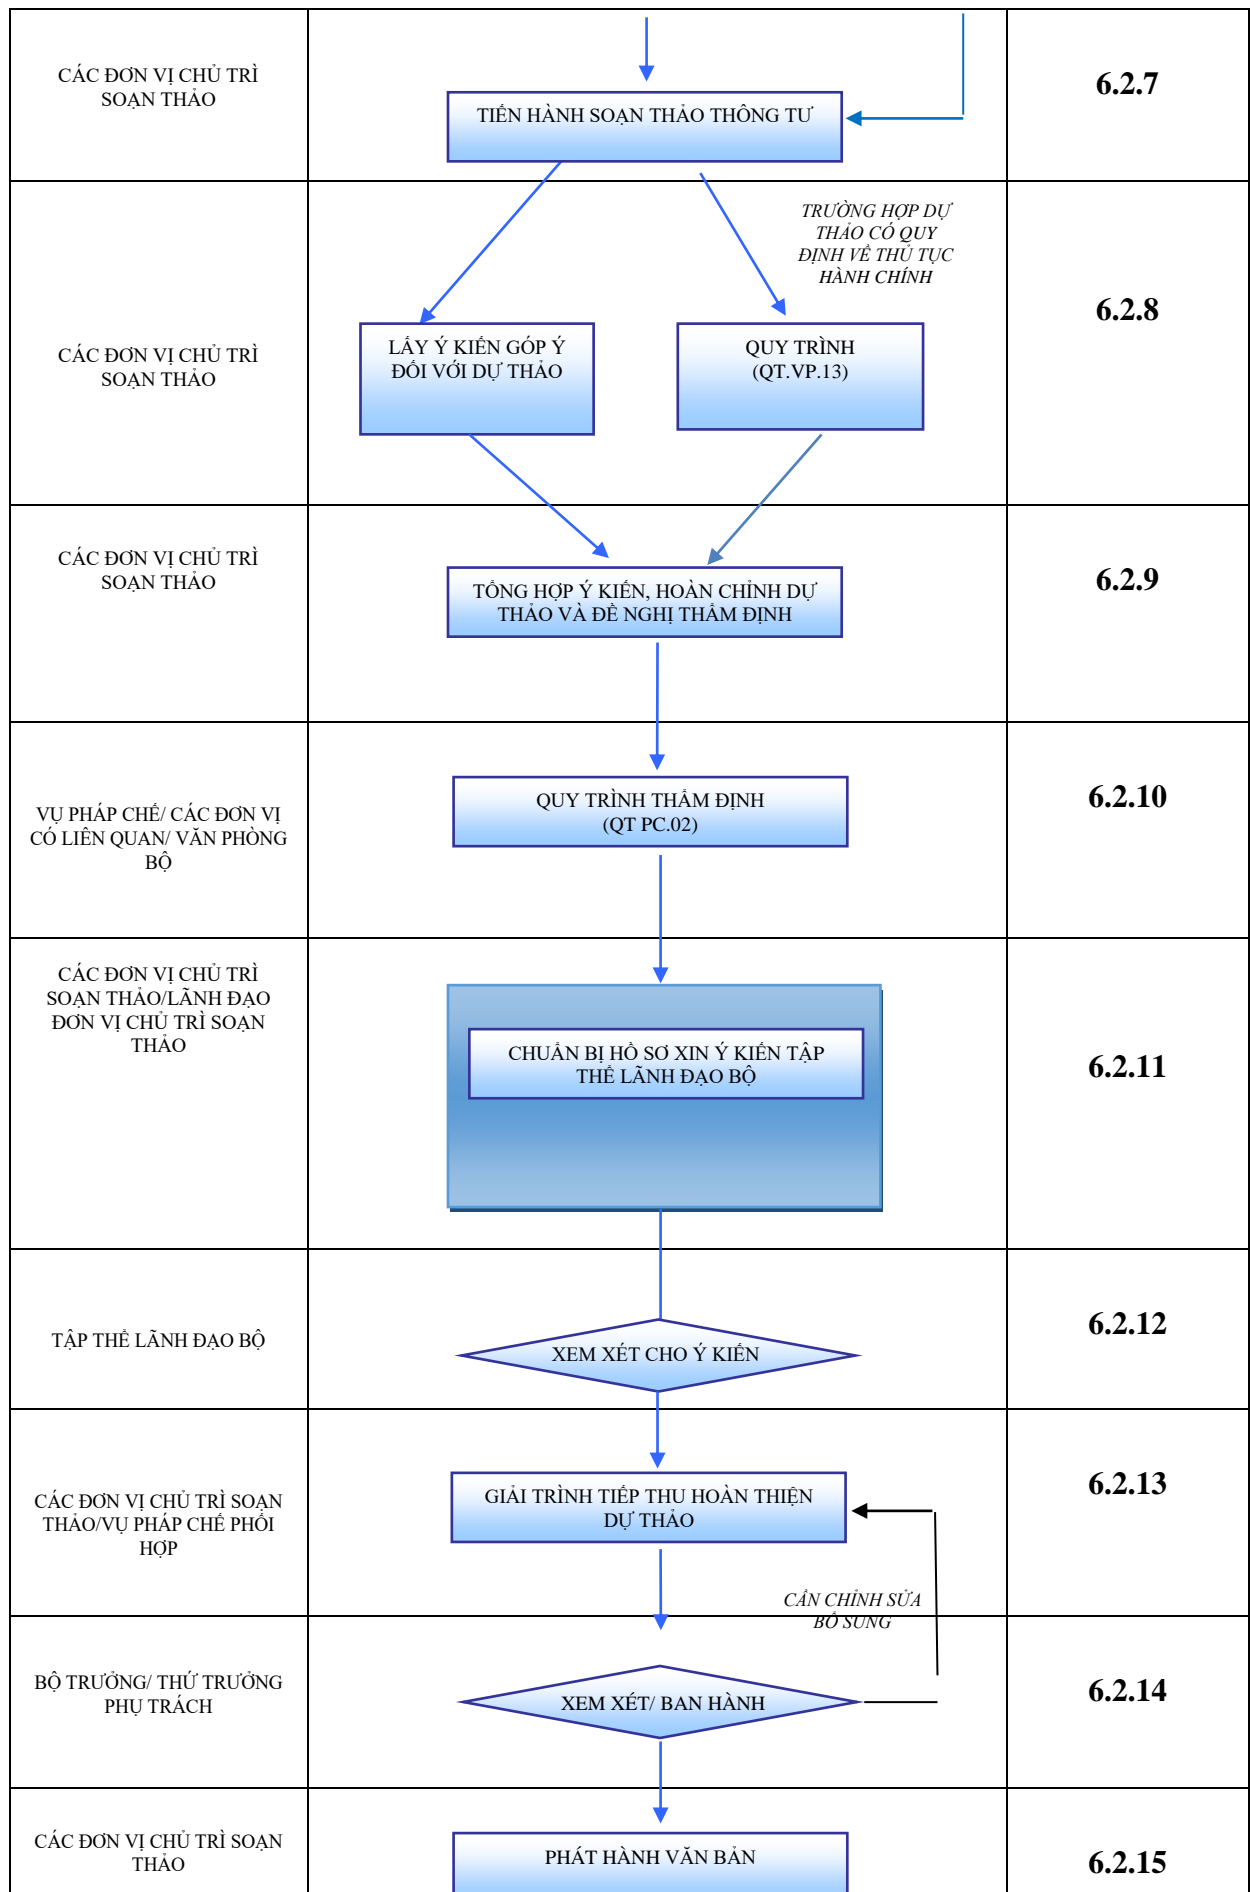 CÁC ĐƠN VỊ CHỦ TRÌ
SOẠN THẢO
TIẾN HÀNH SOẠN THẢO THÔNG TƯ
6.2.7
CÁC ĐƠN VỊ CHỦ TRÌ
SOẠN THẢO
TRƯỜNG HỢP DỰ
THẢO CÓ QUY
ĐỊNH VỀ THỦ TỤC
HÀNH CHÍNH
LẤY Ý KIẾN GÓP Ý
ĐỐI VỚI DỰ THẢO
QUY TRÌNH
(QT.VP.13)
6.2.8
CÁC ĐƠN VỊ CHỦ TRÌ
SOẠN THẢO
TỔNG HỢP Ý KIẾN, HOÀN CHỈNH DỰ
THẢO VÀ ĐỀ NGHỊ THẨM ĐỊNH
6.2.9
VỤ PHÁP CHẾ/ CÁC ĐƠN VỊ
CÓ LIÊN QUAN/ VĂN PHÒNG
BỘ
QUY TRÌNH THẨM ĐỊNH
(QT PC.02)
6.2.10
CÁC ĐƠN VỊ CHỦ TRÌ
SOẠN THẢO/LÃNH ĐẠO
ĐƠN VỊ CHỦ TRÌ SOẠN
THẢO
CHUẨN BỊ HỒ SƠ XIN Ý KIẾN TẬP
THỂ LÃNH ĐẠO BỘ
6.2.11
TẬP THỂ LÃNH ĐẠO BỘ
XEM XÉT CHO Ý KIẾN
6.2.12
CÁC ĐƠN VỊ CHỦ TRÌ SOẠN
THẢO/VỤ PHÁP CHẾ PHỐI
HỢP
GIẢI TRÌNH TIẾP THU HOÀN THIỆN
DỰ THẢO
6.2.13
CẦN CHỈNH SỬA
BỔ SUNG
BỘ TRƯỞNG/ THỨ TRƯỞNG
PHỤ TRÁCH
XEM XÉT/ BAN HÀNH
6.2.14
CÁC ĐƠN VỊ CHỦ TRÌ SOẠN
THẢO
PHÁT HÀNH VĂN BẢN
6.2.15